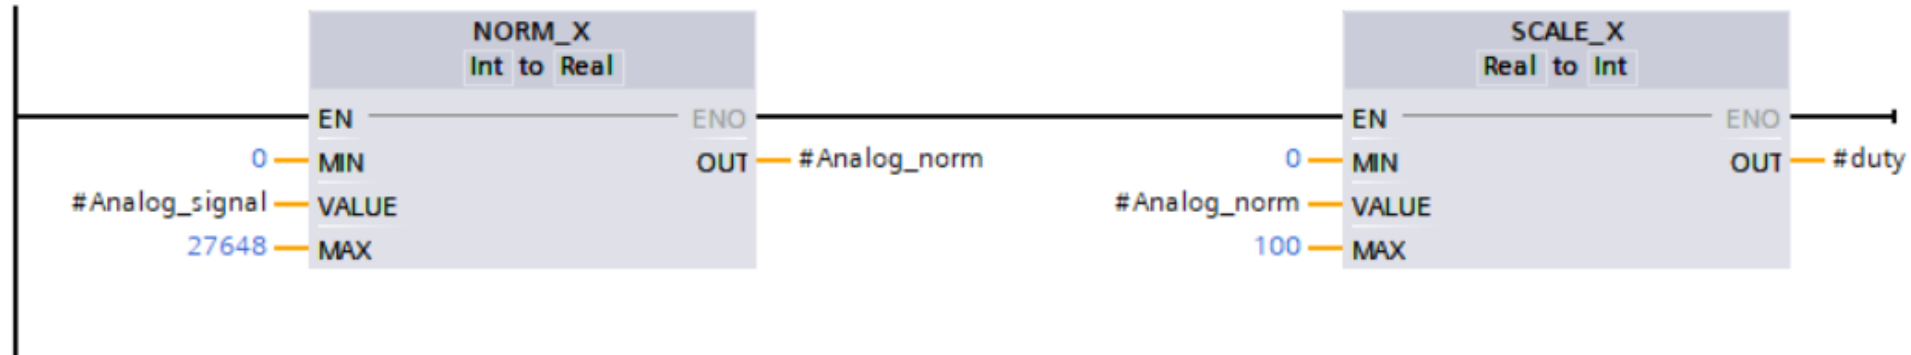 NORM_X
Int to Real
EN ENO
0 MIN OUT #Analog_norm
#Analog_signal VALUE
27648 MAX
SCALE_X
Real to Int
EN ENO
0 MIN OUT #duty
#Analog_norm VALUE
100 MAX